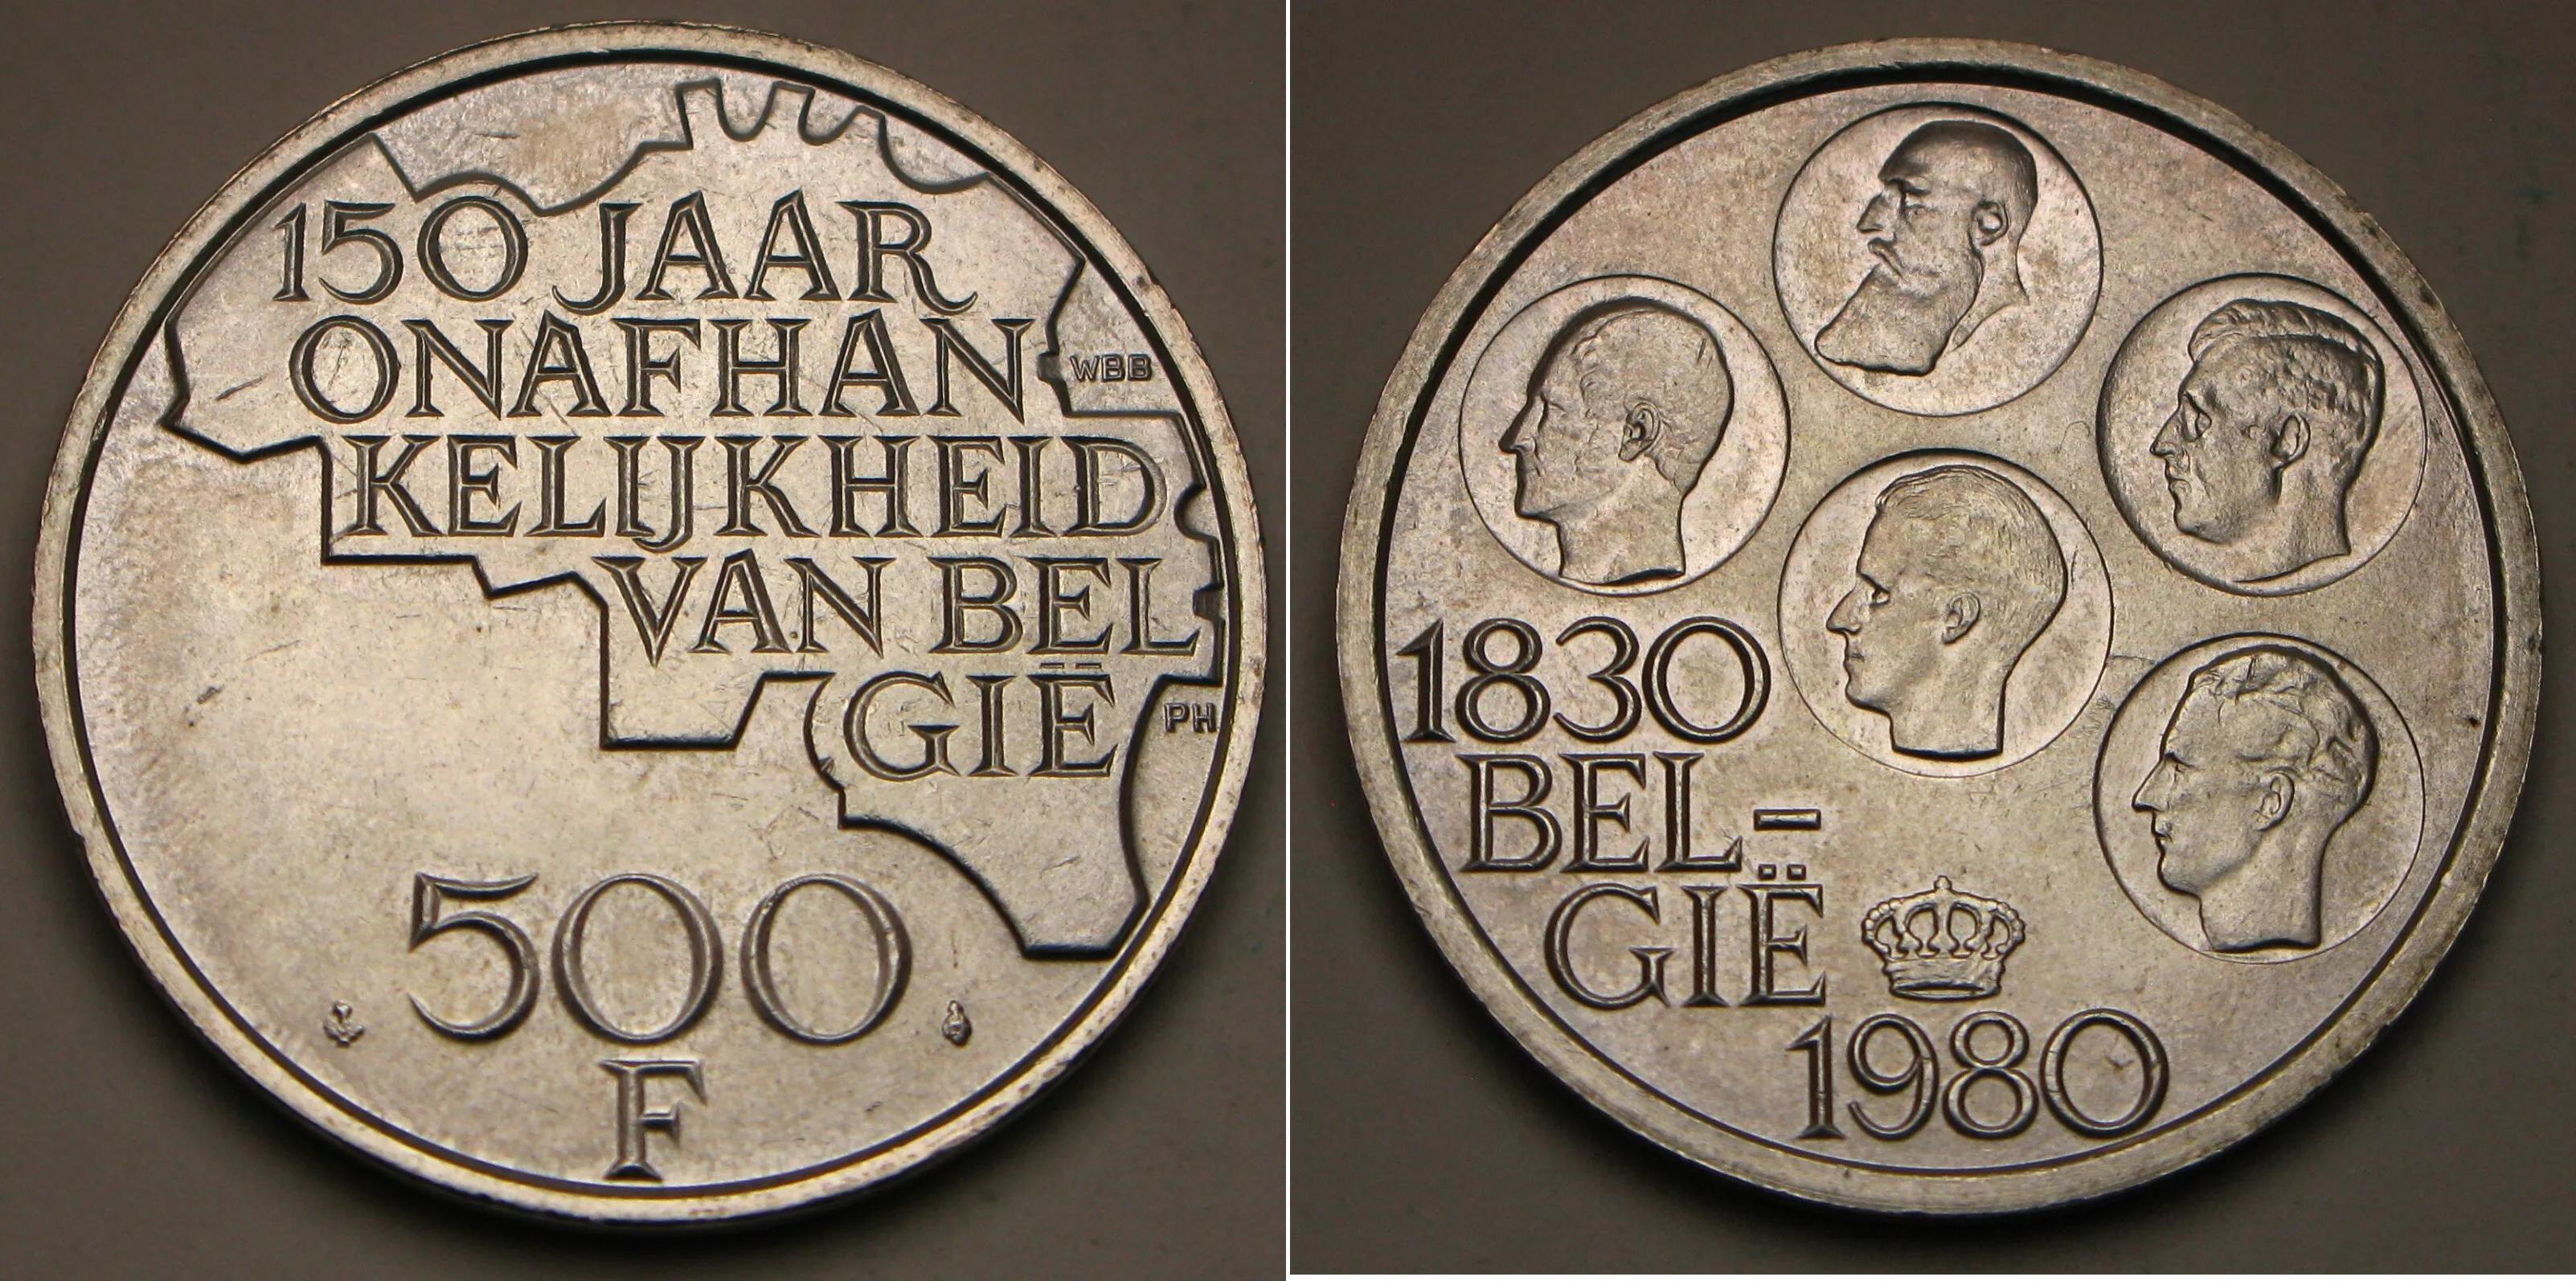 150 JAAR
ONAFHAN
KELIJKHEID
VAN BEL
GIË
WBB
PH
500
F
1830
BEL-
GIË
1980